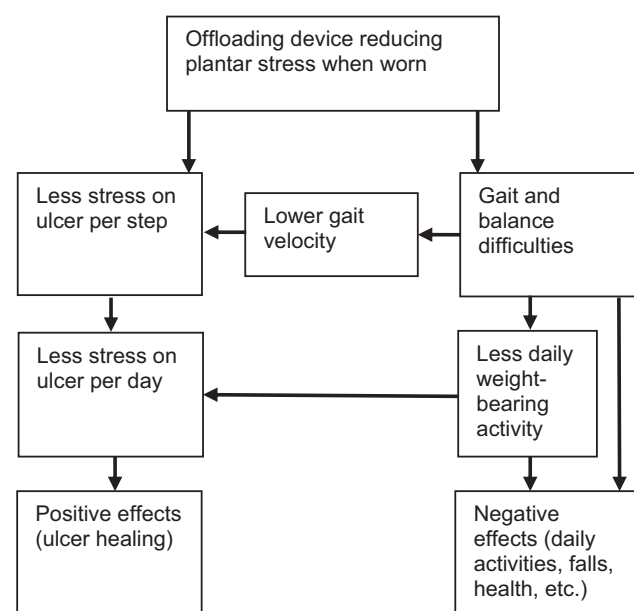 Offloading device reducing
plantar stress when worn
Less stress on
ulcer per step
Lower gait
velocity
Gait and
balance
difficulties
Less stress on
ulcer per day
Less daily
weight-
bearing
activity
Positive effects
(ulcer healing)
Negative
effects (daily
activities, falls,
health, etc.)